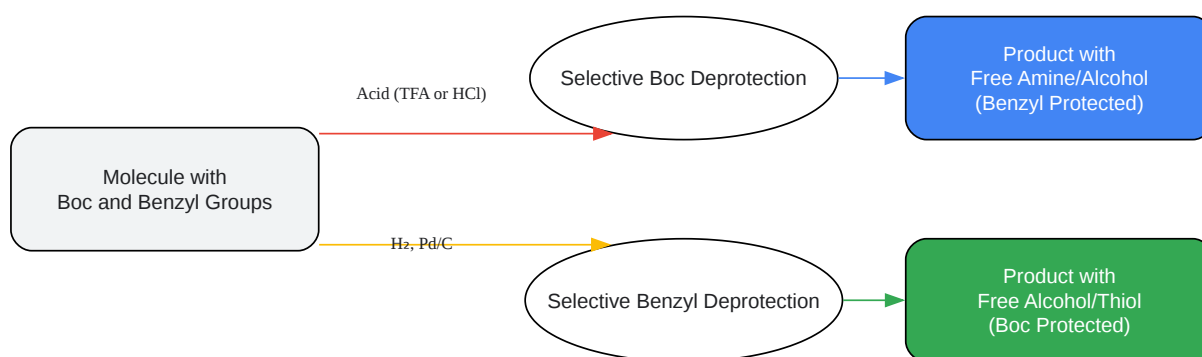 Molecule with
Boc and Benzyl Groups
Acid (TFA or HCl)
Selective Boc Deprotection
Product with
Free Amine/Alcohol
(Benzyl Protected)
H₂, Pd/C
Selective Benzyl Deprotection
Product with
Free Alcohol/Thiol
(Boc Protected)